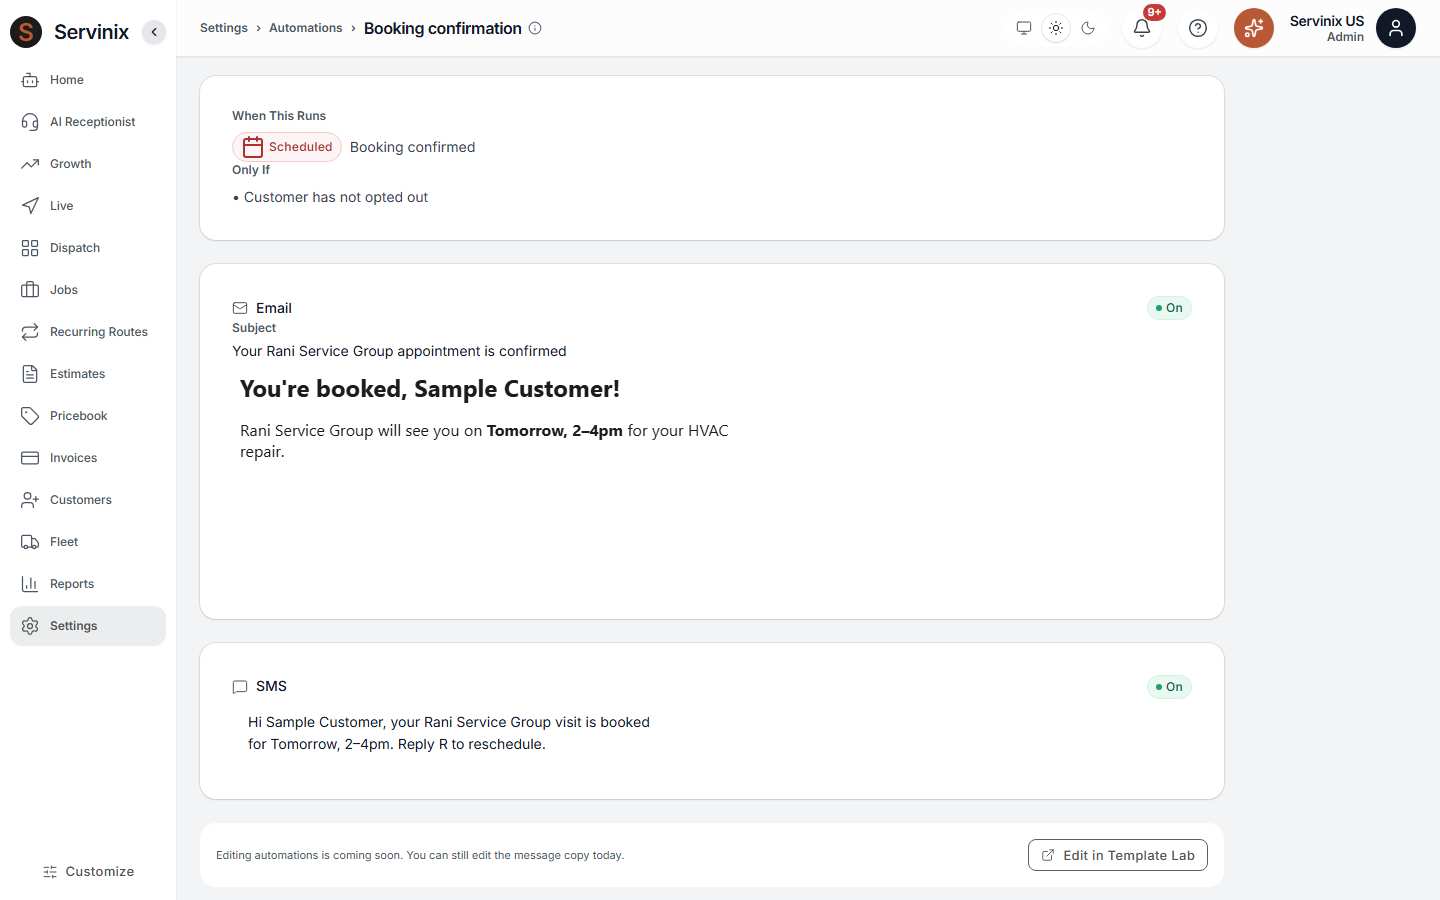 S Servinix
Home
AI Receptionist
Growth
Live
Dispatch
Jobs
Recurring Routes
Estimates
Pricebook
Invoices
Customers
Fleet
Reports
Settings
Customize
Settings › Automations › Booking confirmation
9+
Servinix US
Admin
When This Runs
Scheduled Booking confirmed
Only If
• Customer has not opted out
Email
On
Subject
Your Rani Service Group appointment is confirmed
You're booked, Sample Customer!
Rani Service Group will see you on Tomorrow, 2–4pm for your HVAC
repair.
SMS
On
Hi Sample Customer, your Rani Service Group visit is booked
for Tomorrow, 2–4pm. Reply R to reschedule.
Editing automations is coming soon. You can still edit the message copy today.
Edit in Template Lab